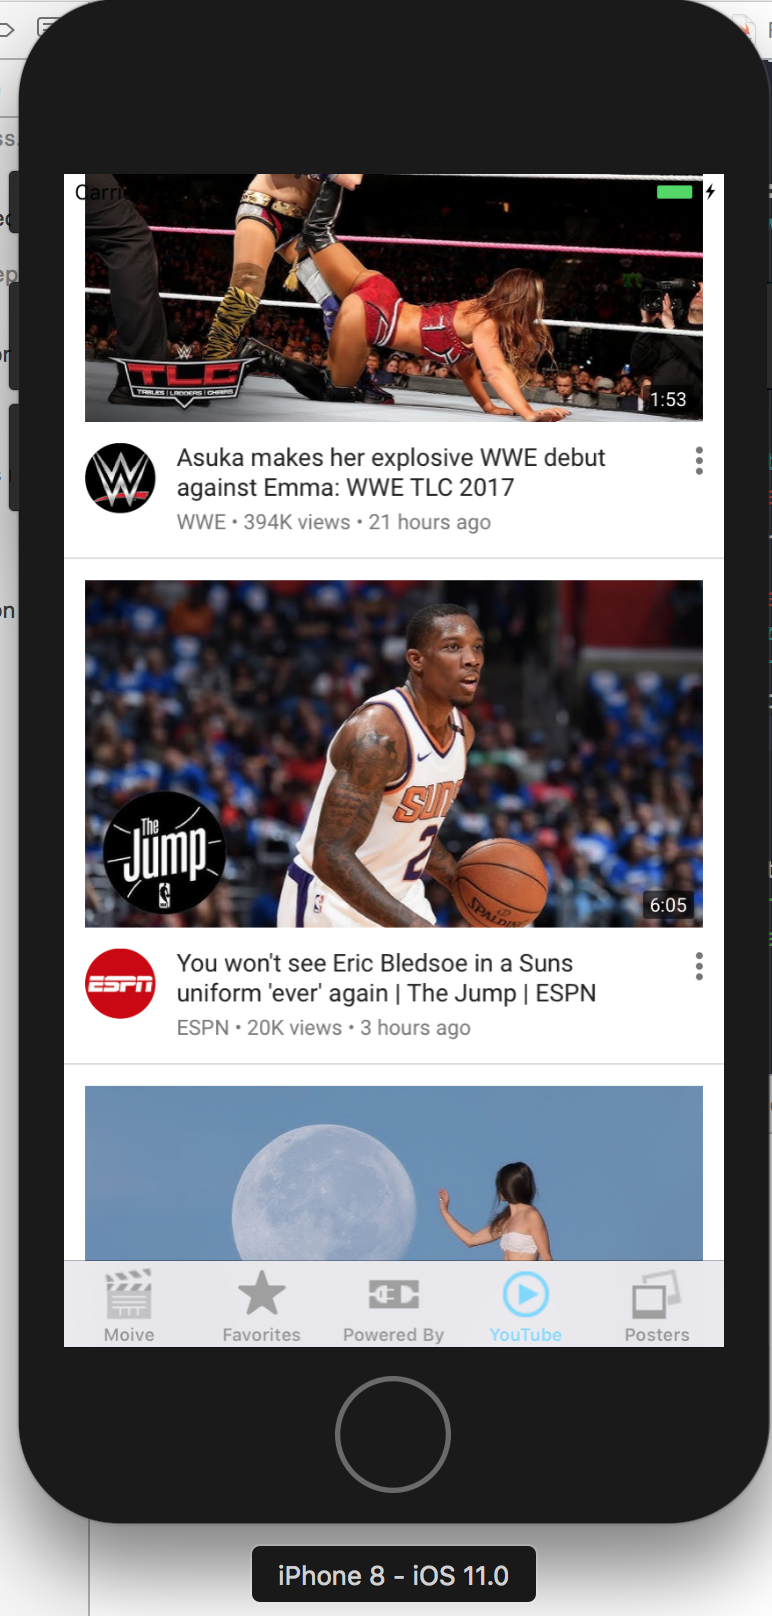 Carri
TLC
TABLES | LADDERS | CHAIRS
1:53
Asuka makes her explosive WWE debut
against Emma: WWE TLC 2017
WWE • 394K views • 21 hours ago
SUNS
2
The
Jump
SPALDING
6:05
ESPN
You won't see Eric Bledsoe in a Suns
uniform 'ever' again | The Jump | ESPN
ESPN • 20K views • 3 hours ago
Moive
Favorites
Powered By
YouTube
Posters
iPhone 8 - iOS 11.0